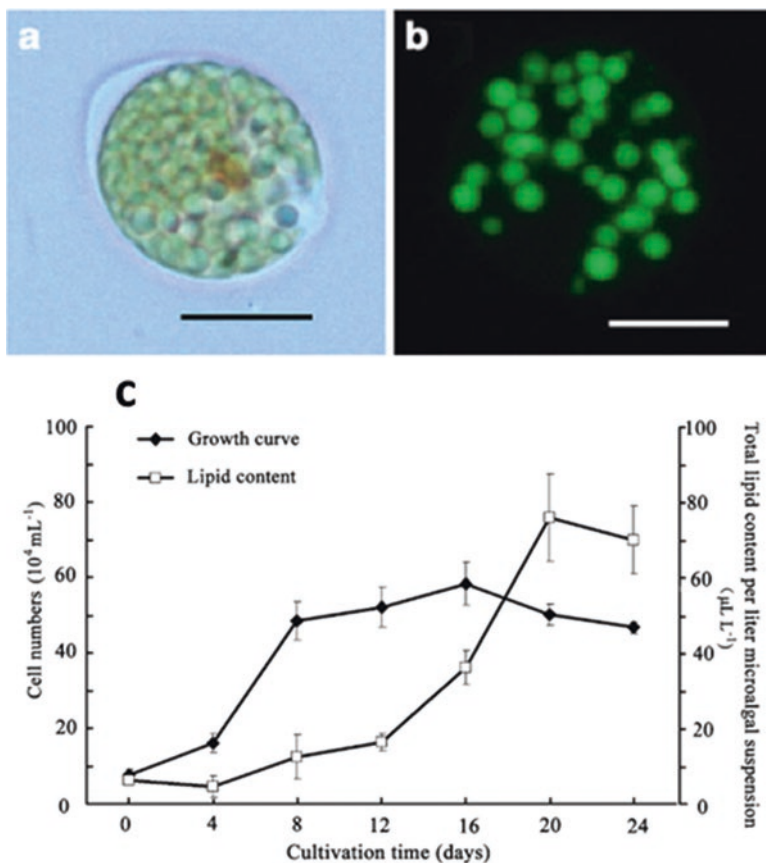 a
b
c
Growth curve
Lipid content
Cell numbers (10⁴ mL⁻¹)
100
80
60
40
20
0
100
80
60
40
20
0
Total lipid content per liter microalgal suspension
(μL L⁻¹)
0 4 8 12 16 20 24
Cultivation time (days)